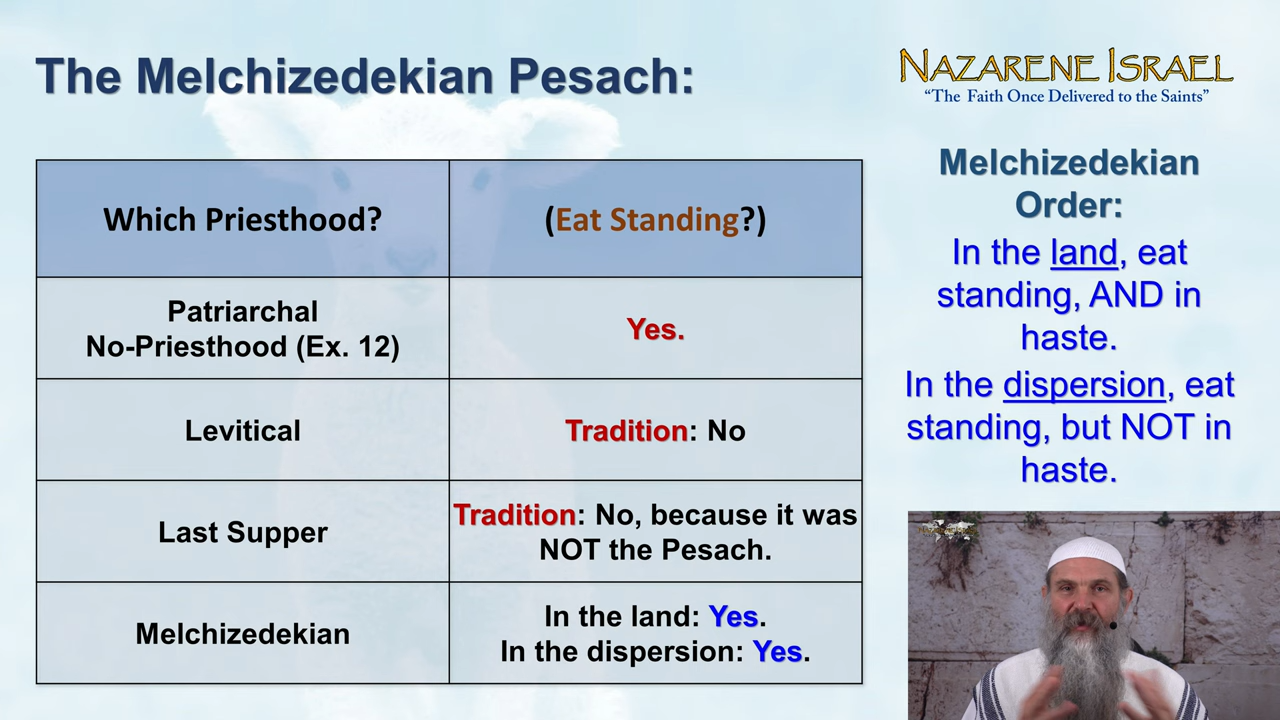 The Melchizedekian Pesach:
NAZARENE ISRAEL
“The Faith Once Delivered to the Saints”
Which Priesthood?
(Eat Standing?)
Patriarchal
No-Priesthood (Ex. 12)
Yes.
Levitical
Tradition: No
Last Supper
Tradition: No, because it was
NOT the Pesach.
Melchizedekian
In the land: Yes.
In the dispersion: Yes.
Melchizedekian
Order:
In the land, eat
standing, AND in
haste.
In the dispersion, eat
standing, but NOT in
haste.